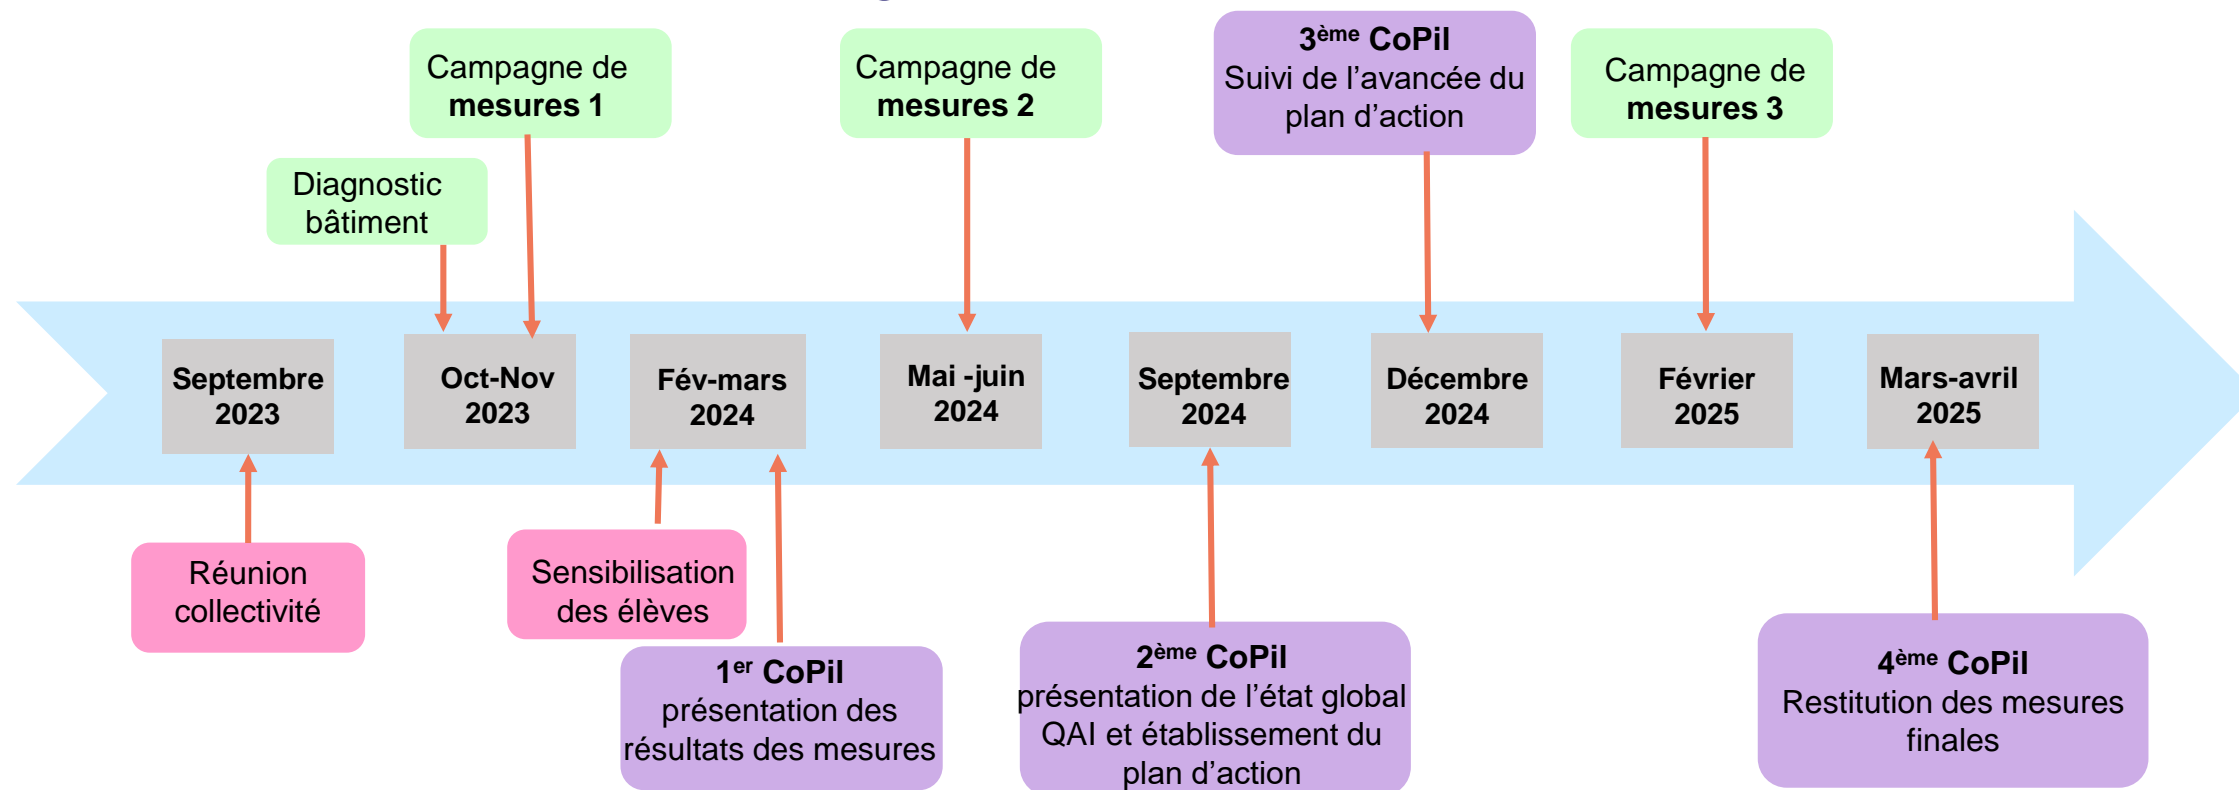 Campagne de
mesures 1
Campagne de
mesures 2
3ème CoPil
Suivi de l’avancée du
plan d’action
Campagne de
mesures 3
Diagnostic
bâtiment
Septembre
2023
Oct-Nov
2023
Fév-mars
2024
Mai -juin
2024
Septembre
2024
Décembre
2024
Février
2025
Mars-avril
2025
Réunion
collectivité
Sensibilisation
des élèves
1er CoPil
présentation des
résultats des mesures
2ème CoPil
présentation de l’état global
QAI et établissement du
plan d’action
4ème CoPil
Restitution des mesures
finales